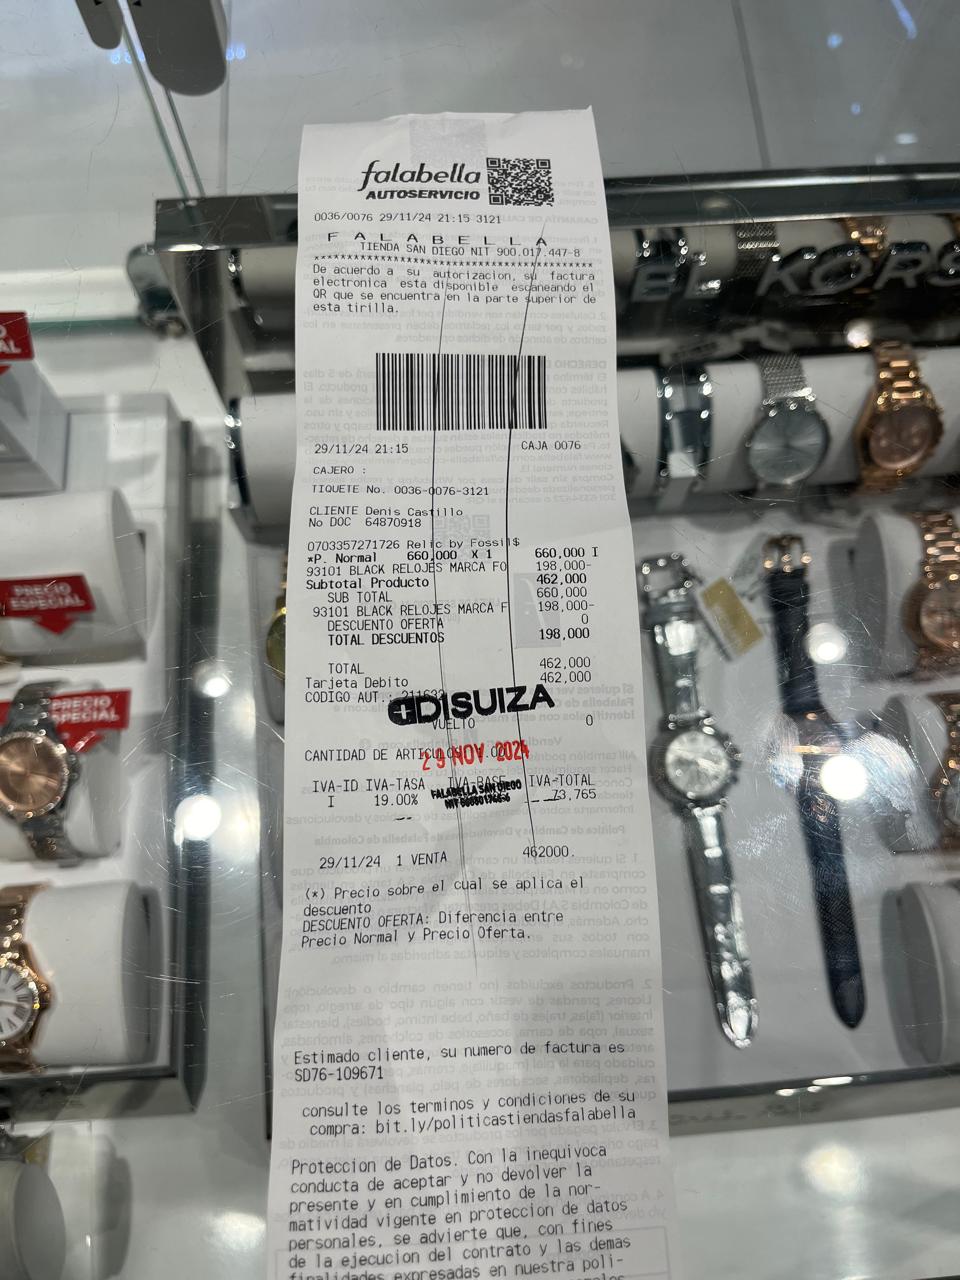 falabella
AUTOSERVICIO
0036/0076 29/11/24 21:15 3121
F A L A B E L L A
TIENDA SAN DIEGO NIT 900.017.447-8
De acuerdo a su autorizacion, su factura
electronica esta disponible escaneando el
QR que se encuentra en la parte superior de
esta tirilla.
29/11/24 21:15 CAJA 0076
CAJERO :
TIQUETE No. 0036-0076-3121
CLIENTE Denis Castillo
No DOC 64870918
0703357271726 Relic by Fossil$
*P. Normal 660,000 X 1 660,000 I
93101 BLACK RELOJES MARCA FO 198,000-
Subtotal Producto 462,000
SUB TOTAL 660,000
93101 BLACK RELOJES MARCA F 198,000-
DESCUENTO OFERTA 0
TOTAL DESCUENTOS 198,000
TOTAL 462,000
Tarjeta Debito 462,000
CODIGO AUT.:
DISUIZA
VUELTO 0
CANTIDAD DE
29 NOV 2024
IVA-ID IVA-TASA IVA-BASE IVA-TOTAL
FALABELLA SAN DIEGO
I 19.00% 73,765
29/11/24 1 VENTA 462000.
(*) Precio sobre el cual se aplica el
descuento
DESCUENTO OFERTA: Diferencia entre
Precio Normal y Precio Oferta.
Estimado cliente, su numero de factura es
SD76-109671
consulte los terminos y condiciones de su
compra: bit.ly/politicastiendasfalabella
Proteccion de Datos. Con la inequivoca
conducta de aceptar y no devolver la
presente y en cumplimiento de la nor-
matividad vigente en proteccion de datos
personales, se advierte que, con fines
de la ejecucion del contrato y las demas
finalidades expresadas en nuestra poli-
EL KORS
PRECIO
ESPECIAL
PRECIO
SPECIAL